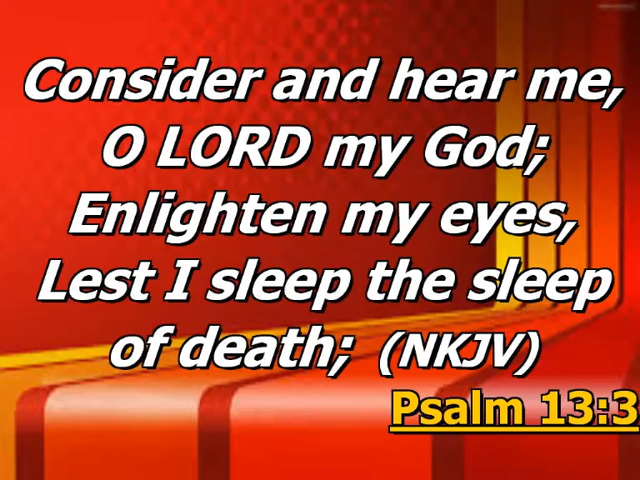 Consider and hear me,
O LORD my God;
Enlighten my eyes,
Lest I sleep the sleep
of death; (NKJV)
Psalm 13:3